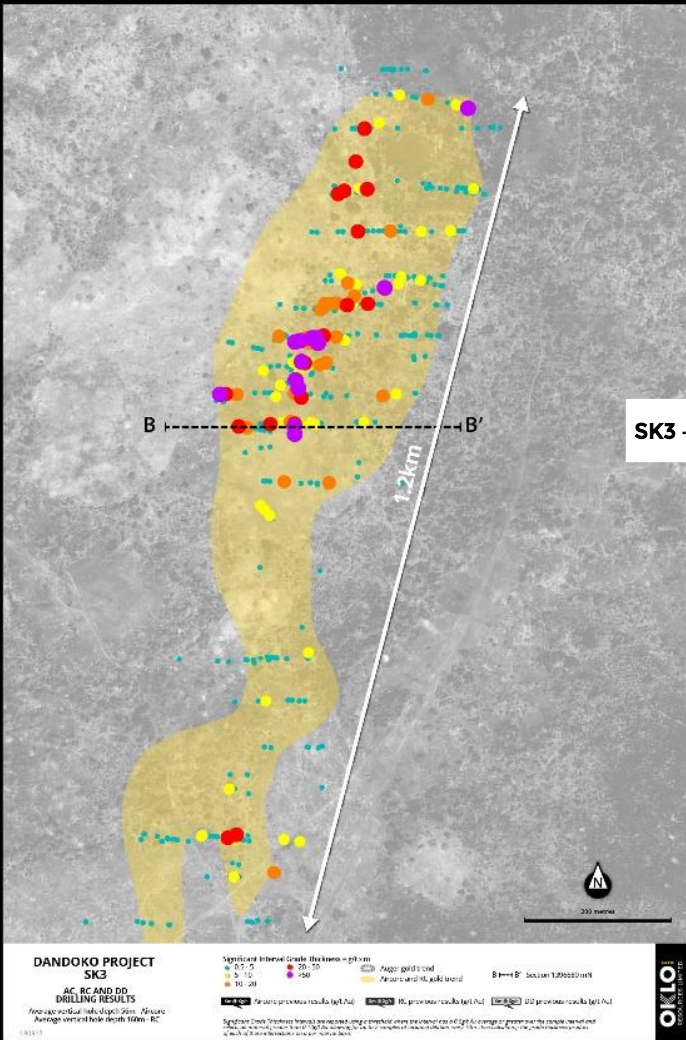 B
B'
SK3 -
1.2km
N
200 metres
DANDOKO PROJECT
SK3
AC, RC AND DD
DRILLING RESULTS
Average vertical hole depth 56m - Aircore
Average vertical hole depth 160m - RC
Significant Interval Grade Thickness = g/t x m
0.5 - 5
5 - 10
10 - 20
20 - 50
>50
Auger gold trend
Aircore and RC gold trend
B B' Section 1396680mN
Aircore previous results (g/t Au)
RC previous results (g/t Au)
DD previous results (g/t Au)
OKLO
RESOURCES LIMITED